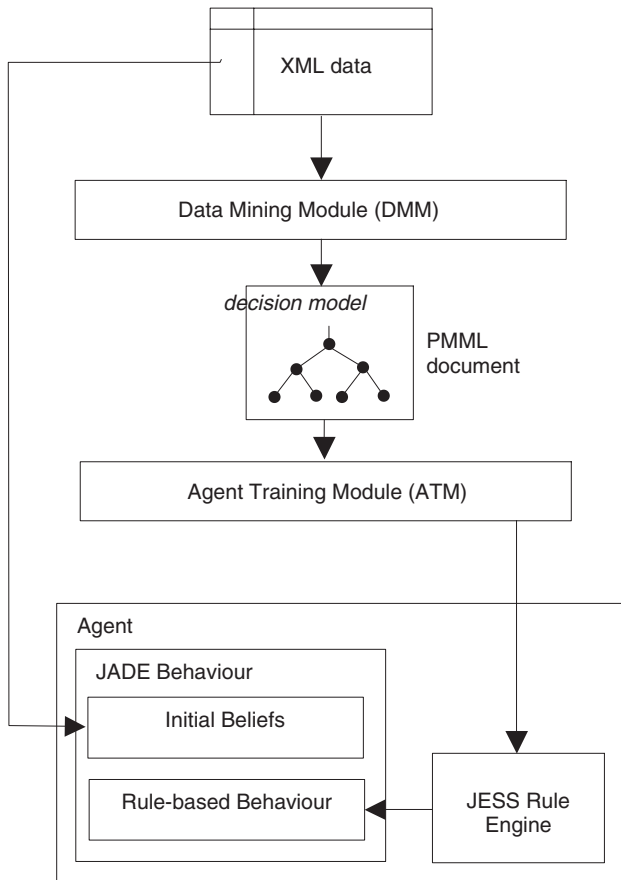 XML data
Data Mining Module (DMM)
decision model
PMML
document
Agent Training Module (ATM)
Agent
JADE Behaviour
Initial Beliefs
Rule-based Behaviour
JESS Rule
Engine